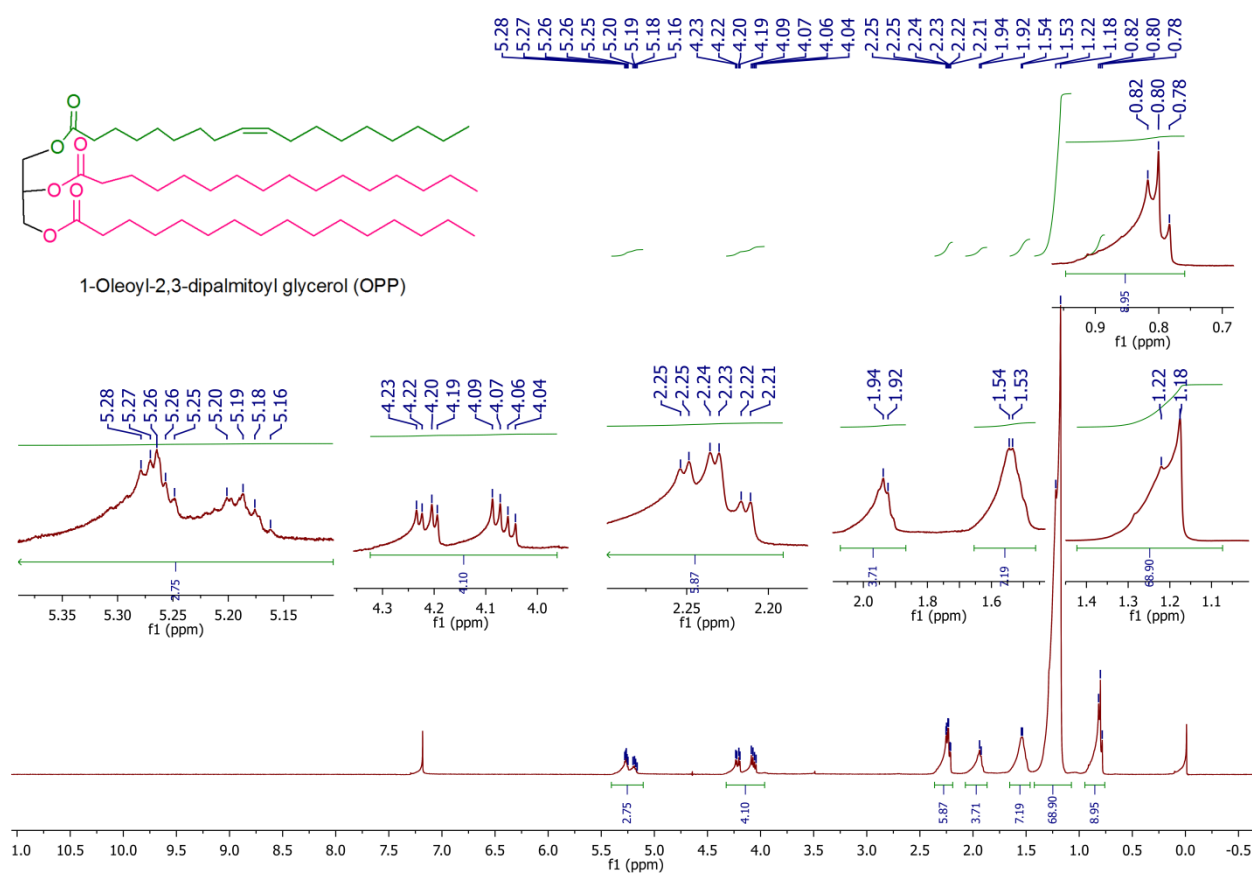 5.28 5.27 5.26 5.26 5.25 5.20 5.19 5.18 5.16 4.23 4.22 4.20 4.19 4.09 4.07 4.06 4.04 2.25 2.25 2.24 2.23 2.22 2.21 1.94 1.92 1.54 1.53 1.22 1.18 0.82 0.80 0.78
O
O
O
O
O
O
1-Oleoyl-2,3-dipalmitoyl glycerol (OPP)
0.82 0.80 0.78
8.95
0.9 0.8 0.7
f1 (ppm)
5.28 5.27 5.26 5.26 5.25 5.20 5.19 5.18 5.16
2.75
5.35 5.30 5.25 5.20 5.15
f1 (ppm)
4.23 4.22 4.20 4.19 4.09 4.07 4.06 4.04
4.10
4.3 4.2 4.1 4.0
f1 (ppm)
2.25 2.25 2.24 2.23 2.22 2.21
5.87
2.25 2.20
f1 (ppm)
1.94 1.92
3.71
1.54 1.53
7.19
2.0 1.8 1.6
f1 (ppm)
1.22 1.18
68.90
1.4 1.3 1.2 1.1
f1 (ppm)
2.75 4.10 5.87 3.71 7.19 68.90 8.95
1.0 10.0 9.5 9.0 8.5 8.0 7.5 7.0 6.5 6.0 5.5 5.0 4.5 4.0 3.5 3.0 2.5 2.0 1.5 1.0 0.5 0.0 -0.5
f1 (ppm)